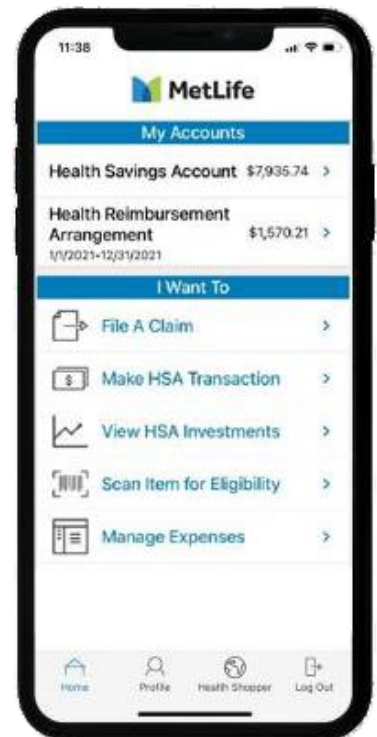 11:38
MetLife
My Accounts
Health Savings Account $7,935.74 >
Health Reimbursement
Arrangement $1,570.21 >
1/1/2021-12/31/2021
I Want To
File A Claim >
$ Make HSA Transaction >
View HSA Investments >
Scan Item for Eligibility >
Manage Expenses >
Home Profile Health Shopper Log Out